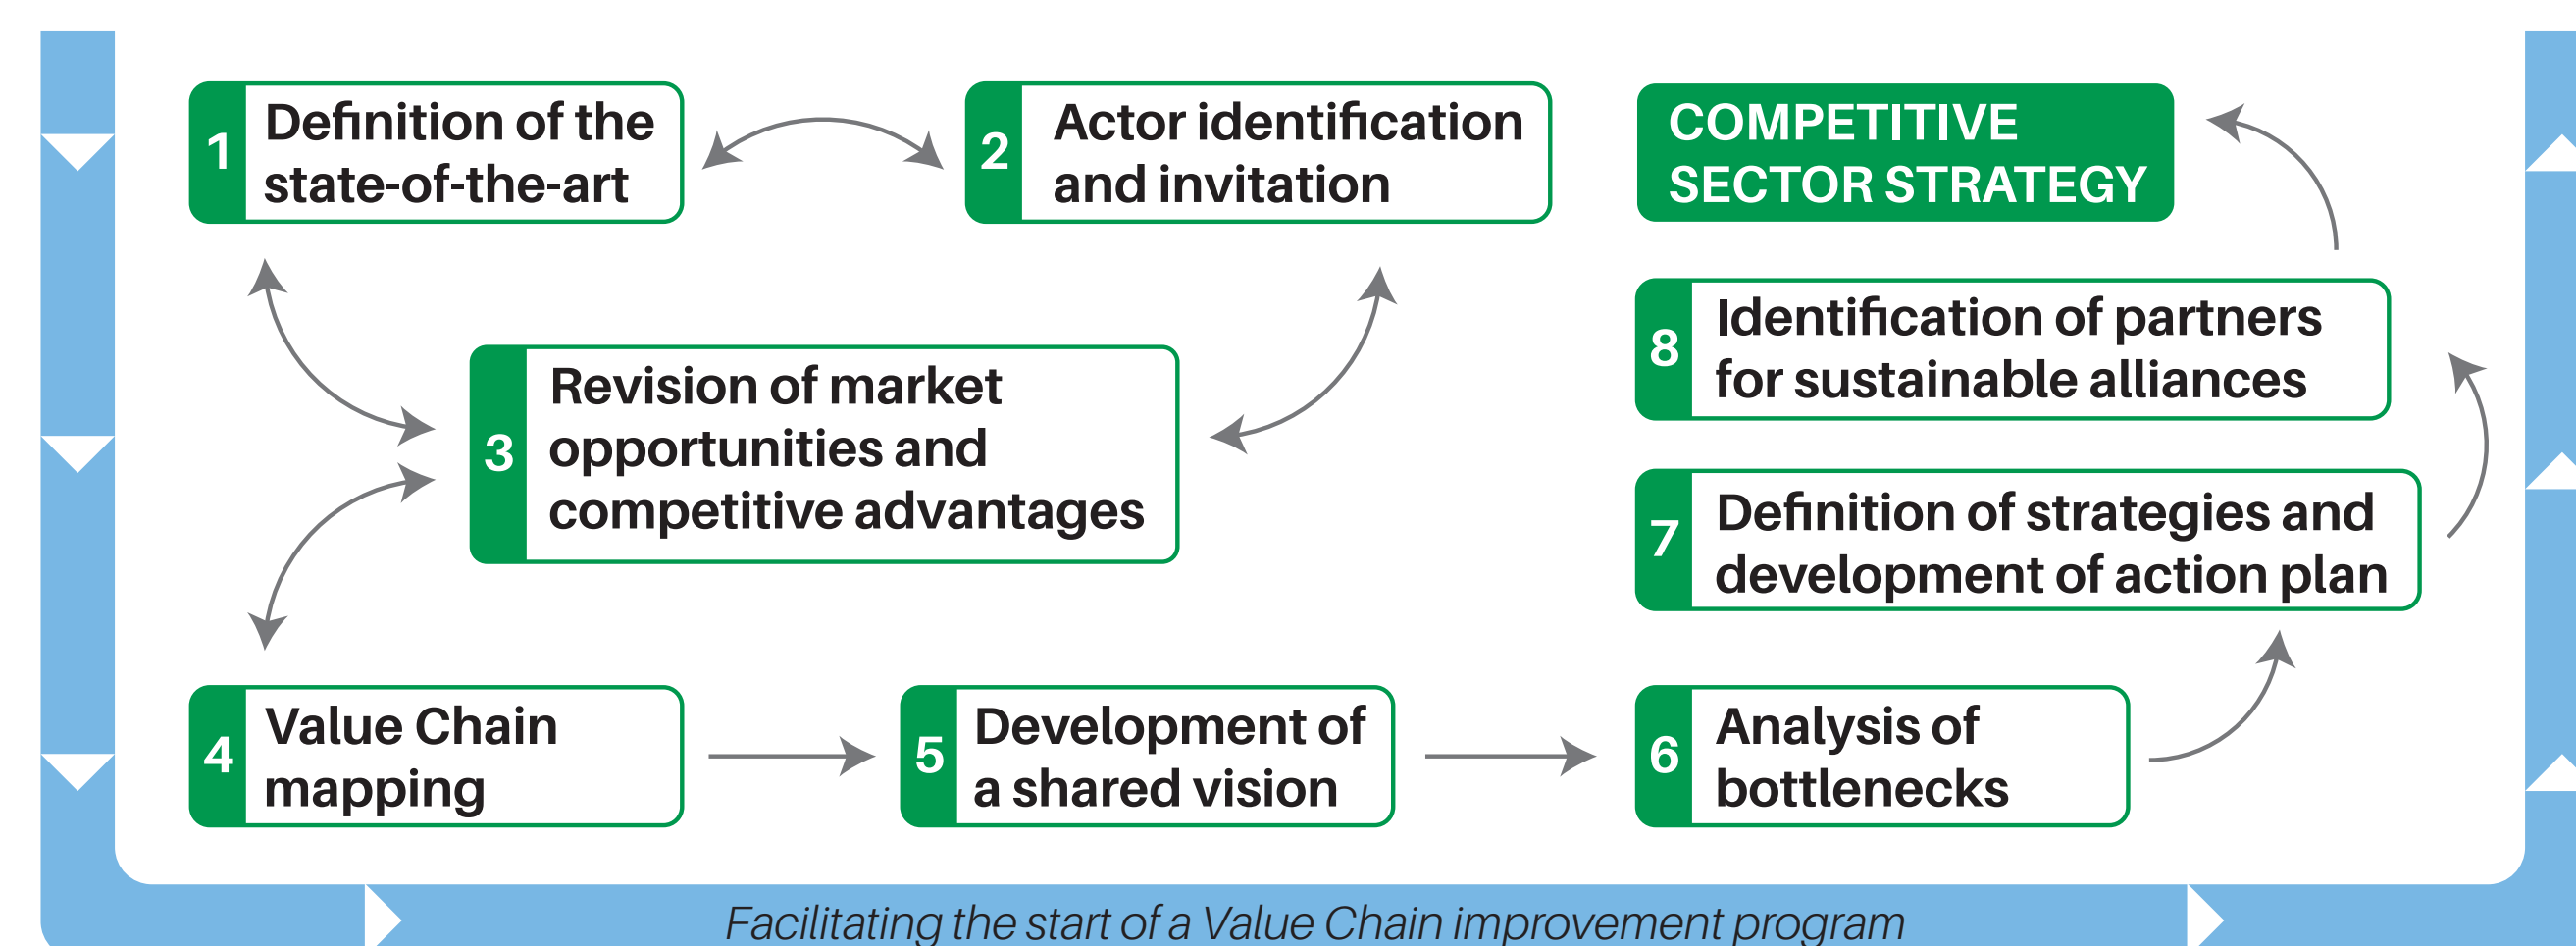 1
Definition of the
state-of-the-art
2
Actor identification
and invitation
3
Revision of market
opportunities and
competitive advantages
4
Value Chain
mapping
5
Development of
a shared vision
6
Analysis of
bottlenecks
7
Definition of strategies and
development of action plan
8
Identification of partners
for sustainable alliances
COMPETITIVE
SECTOR STRATEGY
Facilitating the start of a Value Chain improvement program